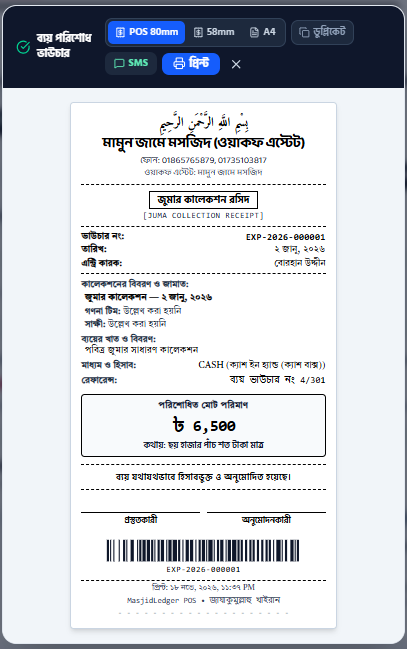 ব্যয় পরিশোধ ভাউচার
POS 80mm
58mm
A4
ডুপ্লিকেট
SMS
প্রিন্ট
بِسْمِ اللَّهِ الرَّحْمَنِ الرَّحِيمِ
মামুন জামে মসজিদ (ওয়াকফ এস্টেট)
ফোন: 01865765879, 01735103817
ওয়াকফ এস্টেট: মামুন জামে মসজিদ
জুমার কালেকশন রসিদ
[JUMA COLLECTION RECEIPT]
ভাউচার নং: EXP-2026-000001
তারিখ: ২ জানু, ২০২৬
এন্ট্রি কারক: বোরহান উদ্দীন
কালেকশনের বিবরণ ও জামাত:
জুমার কালেকশন — ২ জানু, ২০২৬
গণনা টিম: উল্লেখ করা হয়নি
সাক্ষী: উল্লেখ করা হয়নি
ব্যয়ের খাত ও বিবরণ:
পবিত্র জুমার সাধারণ কালেকশন
মাধ্যম ও হিসাব: CASH (ক্যাশ ইন হ্যান্ড (ক্যাশ বাক্স))
রেফারেন্স: ব্যয় ভাউচার নং 4/301
পরিশোধিত মোট পরিমাণ
৳ 6,500
কথায়: ছয় হাজার পাঁচ শত টাকা মাত্র
ব্যয় যথাযথভাবে হিসাবভুক্ত ও অনুমোদিত হয়েছে।
প্রস্তুতকারী
অনুমোদনকারী
EXP-2026-000001
প্রিন্ট: ১৮ নভে, ২০২৬, ১১:৩৭ PM
MasjidLedger POS • জাযাকুমুল্লাহু খাইরান